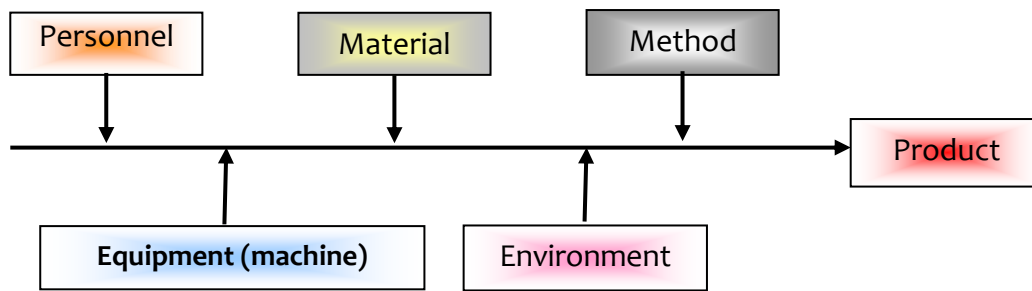 Personnel
Material
Method
Product
Equipment (machine)
Environment